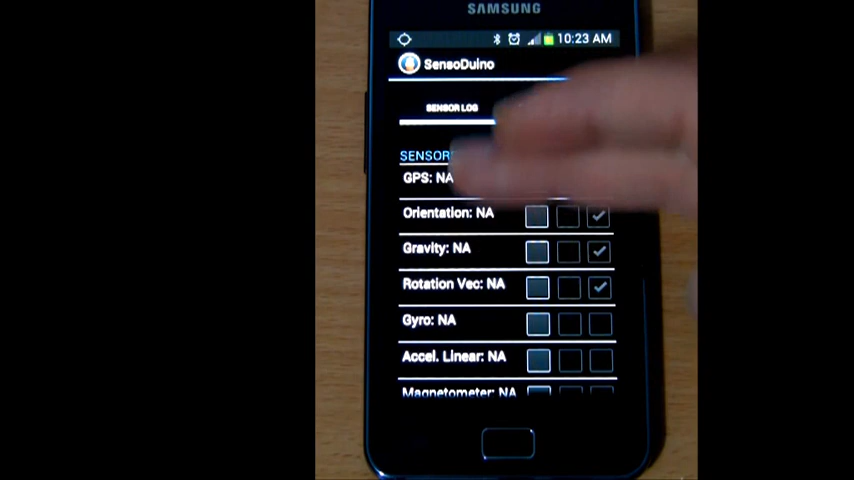 SAMSUNG
10:23 AM
SensoDuino
SENSOR LOG
SENSOR
GPS: NA
Orientation: NA
Gravity: NA
Rotation Vec: NA
Gyro: NA
Accel. Linear: NA
Magnetometer: NA